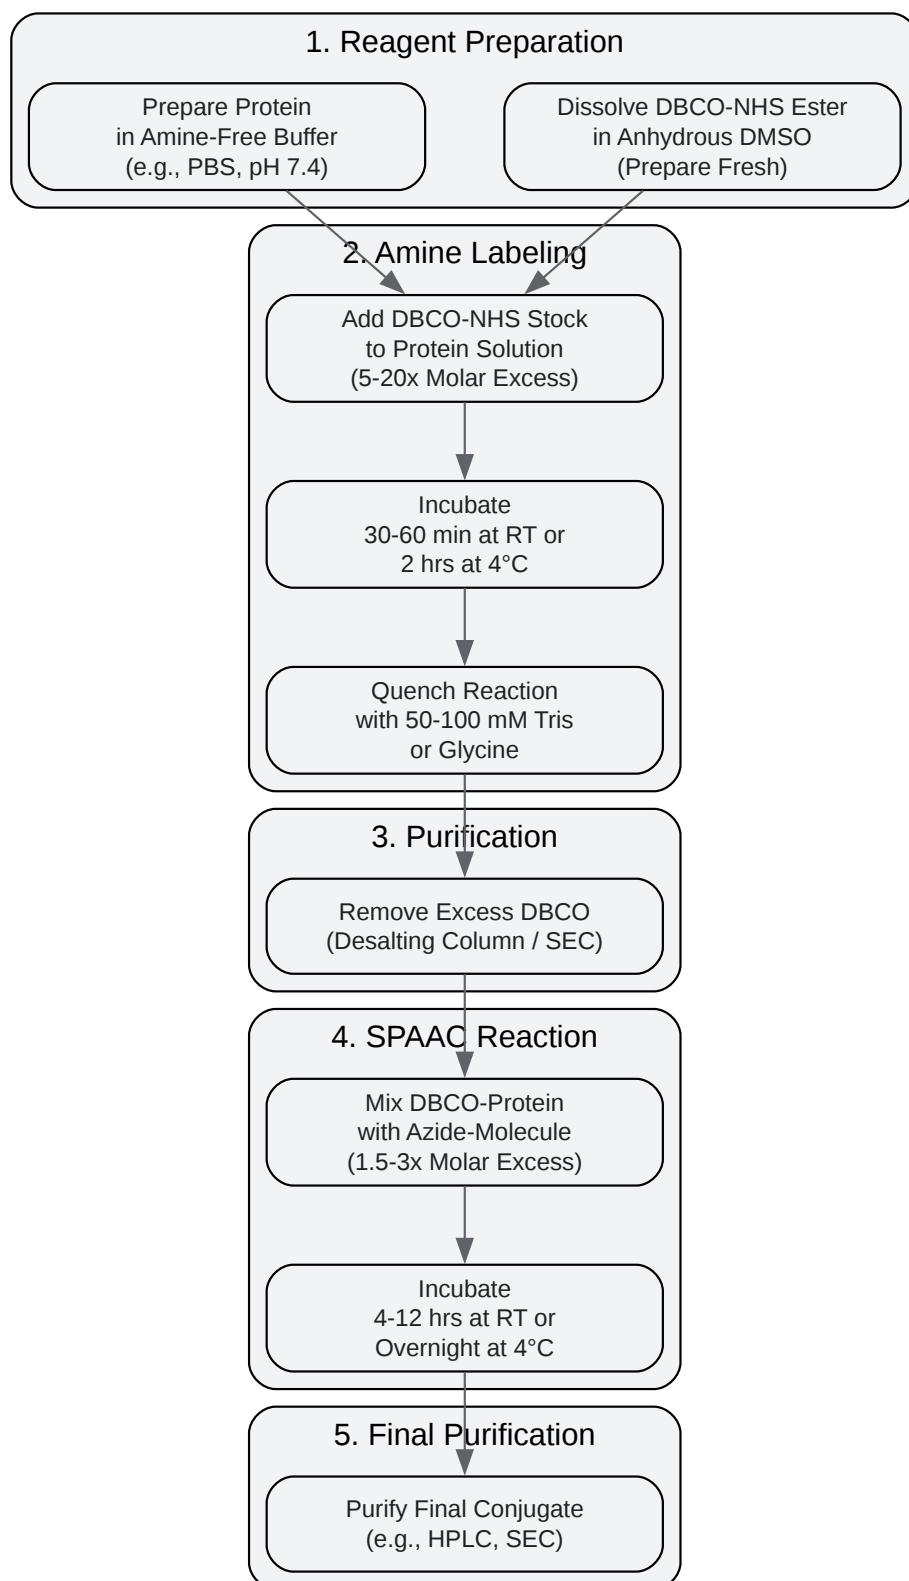 1. Reagent Preparation
Prepare Protein
in Amine-Free Buffer
(e.g., PBS, pH 7.4)
Dissolve DBCO-NHS Ester
in Anhydrous DMSO
(Prepare Fresh)
2. Amine Labeling
Add DBCO-NHS Stock
to Protein Solution
(5-20x Molar Excess)
Incubate
30-60 min at RT or
2 hrs at 4°C
Quench Reaction
with 50-100 mM Tris
or Glycine
3. Purification
Remove Excess DBCO
(Desalting Column / SEC)
4. SPAAC Reaction
Mix DBCO-Protein
with Azide-Molecule
(1.5-3x Molar Excess)
Incubate
4-12 hrs at RT or
Overnight at 4°C
5. Final Purification
Purify Final Conjugate
(e.g., HPLC, SEC)